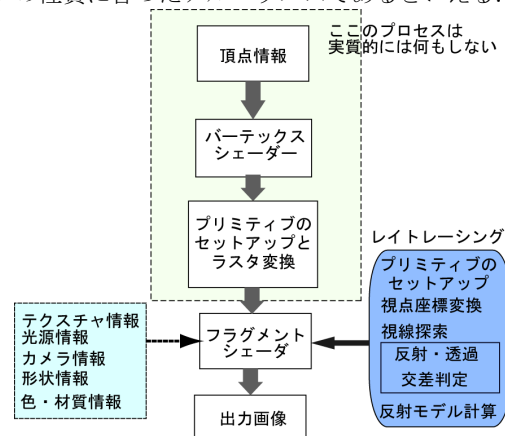 ここのプロセスは
実質的には何もしない
頂点情報
バーテックス
シェーダー
プリミティブの
セットアップと
ラスタ変換
レイトレーシング
プリミティブの
セットアップ
視点座標変換
視線探索
反射・透過
交差判定
反射モデル計算
テクスチャ情報
光源情報
カメラ情報
形状情報
色・材質情報
フラグメント
シェーダ
出力画像